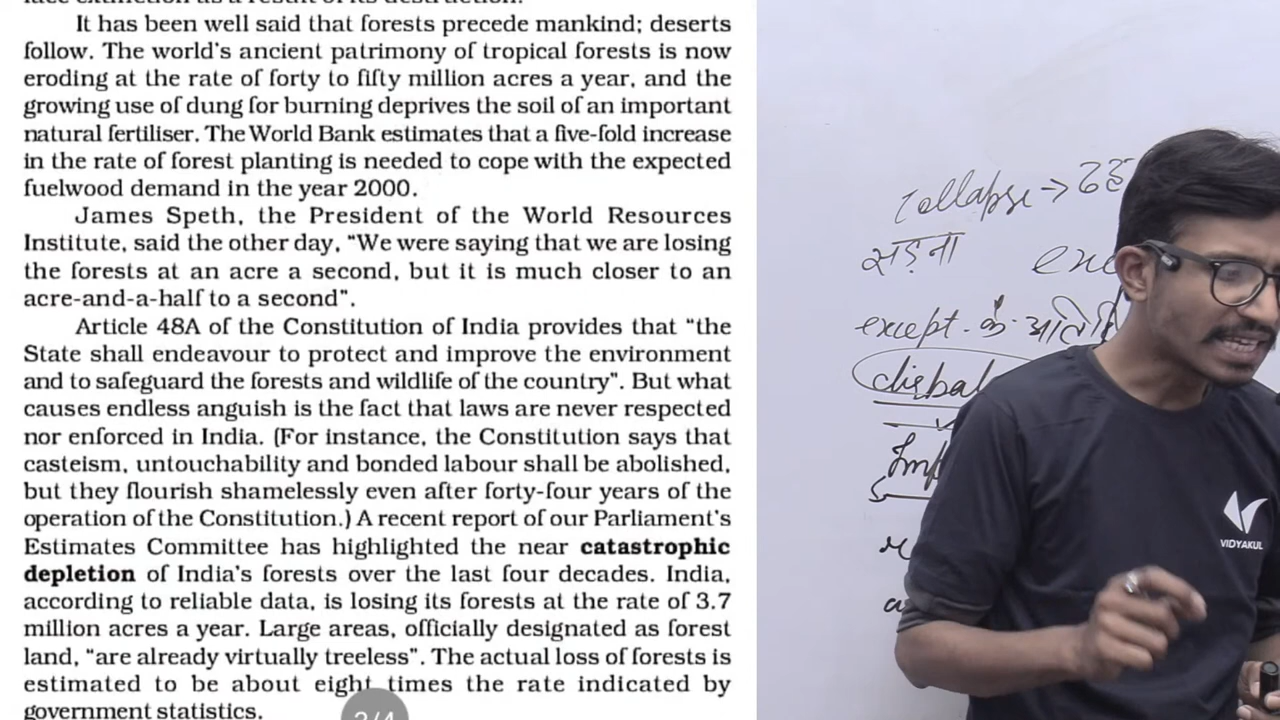 It has been well said that forests precede mankind; deserts
follow. The world's ancient patrimony of tropical forests is now
eroding at the rate of forty to fifty million acres a year, and the
growing use of dung for burning deprives the soil of an important
natural fertiliser. The World Bank estimates that a five-fold increase
in the rate of forest planting is needed to cope with the expected
fuelwood demand in the year 2000.
James Speth, the President of the World Resources
Institute, said the other day, “We were saying that we are losing
the forests at an acre a second, but it is much closer to an
acre-and-a-half to a second”.
Article 48A of the Constitution of India provides that “the
State shall endeavour to protect and improve the environment
and to safeguard the forests and wildlife of the country”. But what
causes endless anguish is the fact that laws are never respected
nor enforced in India. (For instance, the Constitution says that
casteism, untouchability and bonded labour shall be abolished,
but they flourish shamelessly even after forty-four years of the
operation of the Constitution.) A recent report of our Parliament's
Estimates Committee has highlighted the near catastrophic
depletion of India's forests over the last four decades. India,
according to reliable data, is losing its forests at the rate of 3.7
million acres a year. Large areas, officially designated as forest
land, “are already virtually treeless”. The actual loss of forests is
estimated to be about eight times the rate indicated by
government statistics.
collapse →
सड़ना
except. के
VIDYAKUL